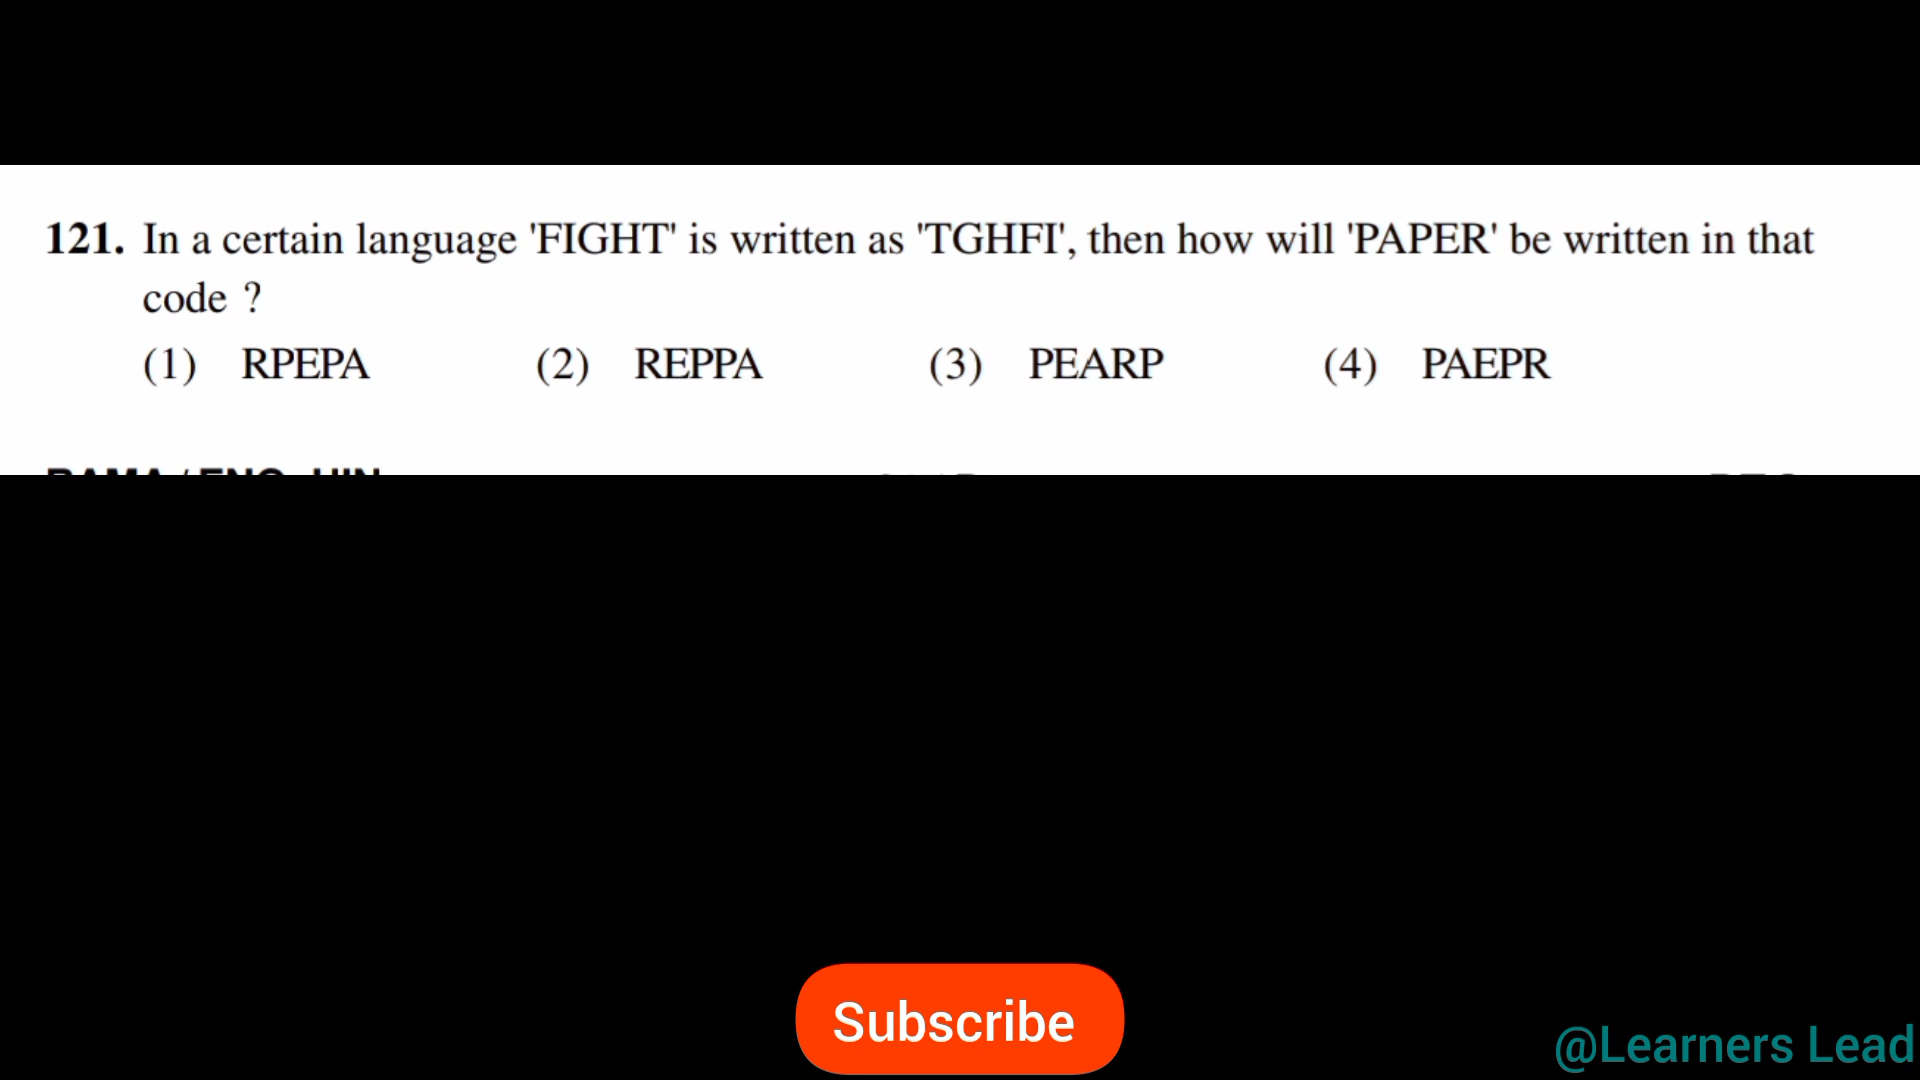 121. In a certain language 'FIGHT' is written as 'TGHFI', then how will 'PAPER' be written in that
code ?
(1) RPEPA (2) REPPA (3) PEARP (4) PAEPR
Subscribe
@Learners Lead